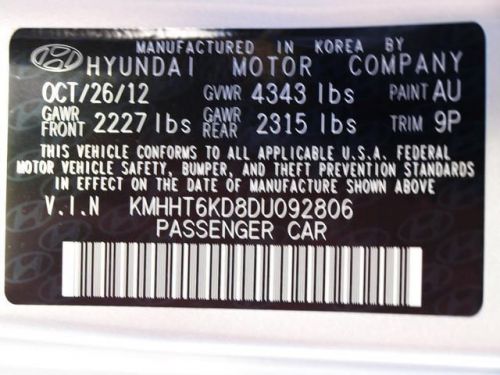 MANUFACTURED IN KOREA BY
HYUNDAI MOTOR COMPANY
OCT/26/12 GVWR 4343 lbs PAINT AU
GAWR FRONT 2227 lbs GAWR REAR 2315 lbs TRIM 9P
THIS VEHICLE CONFORMS TO ALL APPLICABLE U.S.A. FEDERAL
MOTOR VEHICLE SAFETY, BUMPER, AND THEFT PREVENTION STANDARDS
IN EFFECT ON THE DATE OF MANUFACTURE SHOWN ABOVE
V.I.N KMHHT6KD8DU092806
PASSENGER CAR